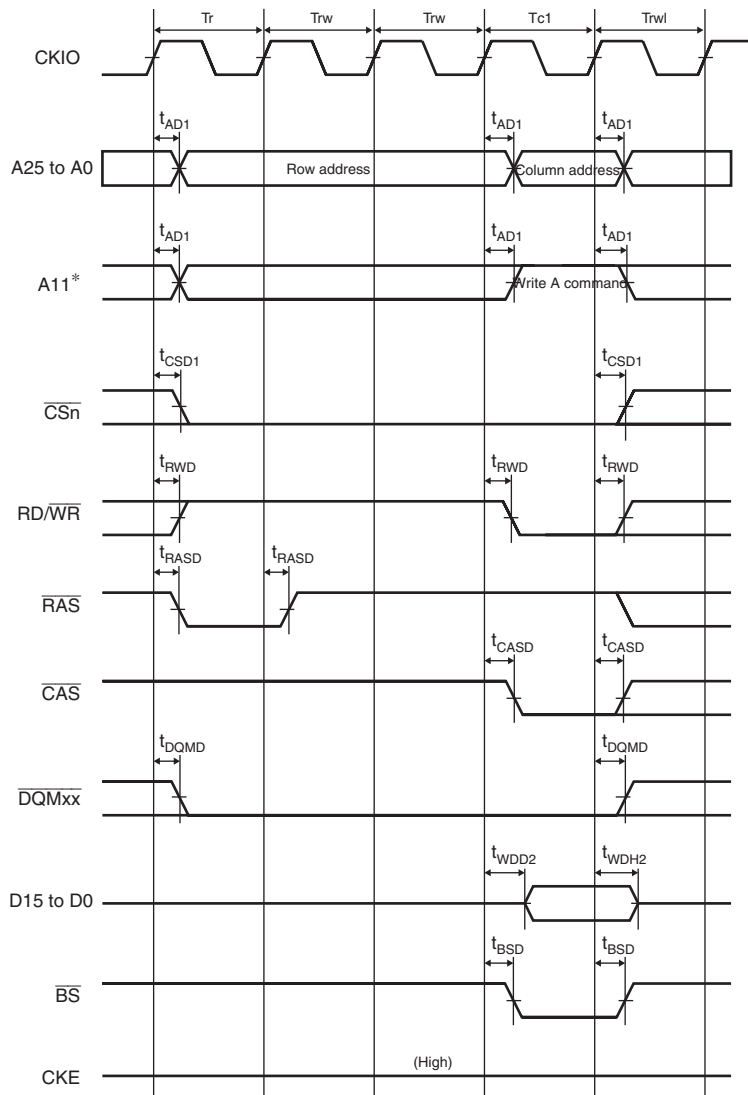 Tr Trw Trw Tc1 Trwl
CKIO
tAD1 tAD1 tAD1
A25 to A0 Row address Column address
tAD1 tAD1 tAD1
A11* Write A command
tCSD1 tCSD1
CSn
tRWD tRWD tRWD
RD/WR
tRASD tRASD
RAS
tCASD tCASD
CAS
tDQMD tDQMD
DQMxx
tWDD2 tWDH2
D15 to D0
tBSD tBSD
BS
(High)
CKE